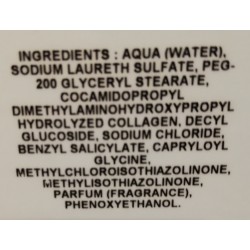 INGREDIENTS : AQUA (WATER),
SODIUM LAURETH SULFATE, PEG-
200 GLYCERYL STEARATE,
COCAMIDOPROPYL
DIMETHYLAMINOHYDROXYPROPYL
HYDROLYZED COLLAGEN, DECYL
GLUCOSIDE, SODIUM CHLORIDE,
BENZYL SALICYLATE, CAPRYLOYL
GLYCINE,
METHYLCHLOROISOTHIAZOLINONE,
METHYLISOTHIAZOLINONE,
PARFUM (FRAGRANCE),
PHENOXYETHANOL.